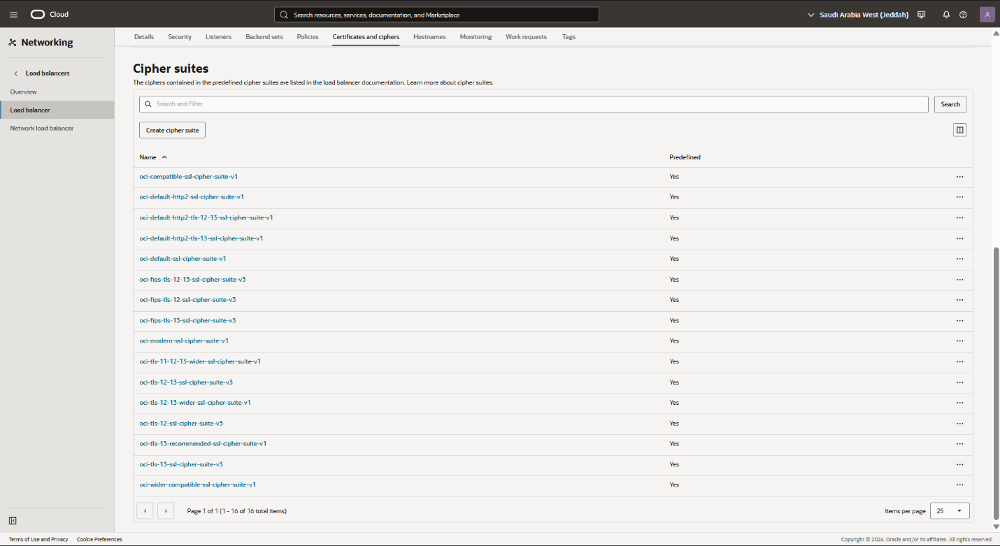 Cloud
Search resources, services, documentation, and Marketplace
Saudi Arabia West (Jeddah)
Networking
Load balancers
Overview
Load balancer
Network load balancer
Details Security Listeners Backend sets Policies Certificates and ciphers Hostnames Monitoring Work requests Tags
Cipher suites
The ciphers contained in the predefined cipher suites are listed in the load balancer documentation. Learn more about cipher suites.
Search and Filter
Search
Create cipher suite
Name Predefined
oci-compatible-ssl-cipher-suite-v1 Yes
oci-default-http2-ssl-cipher-suite-v1 Yes
oci-default-http2-tls-12-13-ssl-cipher-suite-v1 Yes
oci-default-http2-tls-13-ssl-cipher-suite-v1 Yes
oci-default-ssl-cipher-suite-v1 Yes
oci-fips-tls-12-13-ssl-cipher-suite-v3 Yes
oci-fips-tls-12-ssl-cipher-suite-v3 Yes
oci-fips-tls-13-ssl-cipher-suite-v3 Yes
oci-modern-ssl-cipher-suite-v1 Yes
oci-tls-11-12-13-wider-ssl-cipher-suite-v1 Yes
oci-tls-12-13-ssl-cipher-suite-v3 Yes
oci-tls-12-13-wider-ssl-cipher-suite-v1 Yes
oci-tls-12-ssl-cipher-suite-v3 Yes
oci-tls-13-recommended-ssl-cipher-suite-v1 Yes
oci-tls-13-ssl-cipher-suite-v3 Yes
oci-wider-compatible-ssl-cipher-suite-v1 Yes
Page 1 of 1 (1 - 16 of 16 total items)
Items per page 25
Terms of Use and Privacy Cookie Preferences
Copyright © 2026, Oracle and/or its affiliates. All rights reserved.